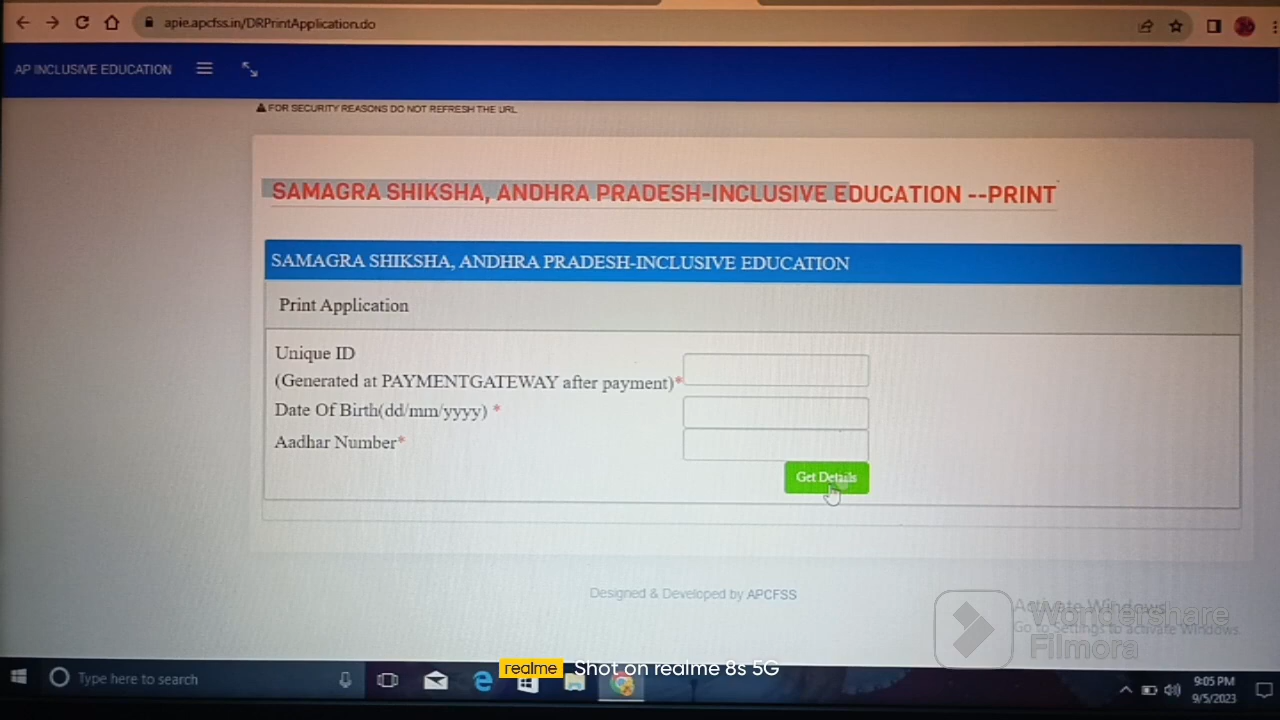 apie.apcfss.in/DRPrintApplication.do
AP INCLUSIVE EDUCATION
FOR SECURITY REASONS DO NOT REFRESH THE URL
SAMAGRA SHIKSHA, ANDHRA PRADESH-INCLUSIVE EDUCATION --PRINT
SAMAGRA SHIKSHA, ANDHRA PRADESH-INCLUSIVE EDUCATION
Print Application
Unique ID
(Generated at PAYMENTGATEWAY after payment)*
Date Of Birth(dd/mm/yyyy) *
Aadhar Number*
Get Details
Designed & Developed by APCFSS
Activate Windows
Go to Settings to activate Windows.
Wondershare
Filmora
Type here to search
realme Shot on realme 8s 5G
9:05 PM
9/5/2023